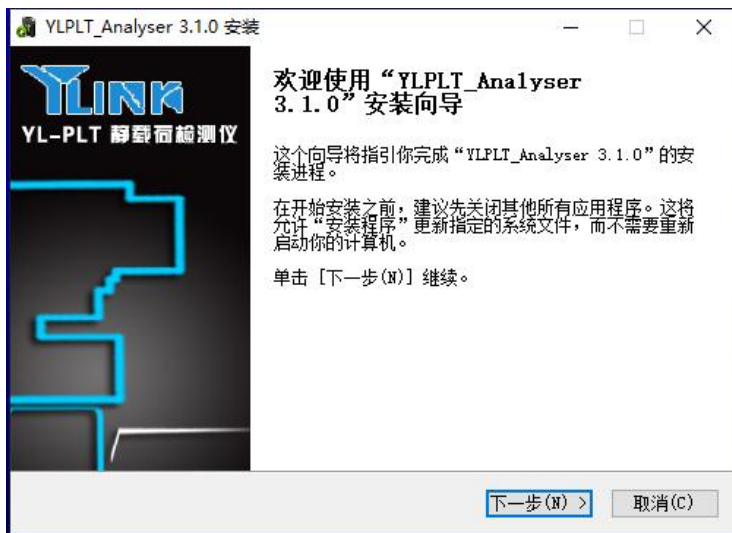 YLPLT_Analyser 3.1.0 安装
YLINK
YL-PLT 静载荷检测仪
欢迎使用“YLPLT_Analyser
3.1.0”安装向导
这个向导将指引你完成“YLPLT_Analyser 3.1.0”的安
装进程。
在开始安装之前，建议先关闭其他所有应用程序。这将
允许“安装程序”更新指定的系统文件，而不需要重新
启动你的计算机。
单击 [下一步(N)] 继续。
下一步(N) >
取消(C)